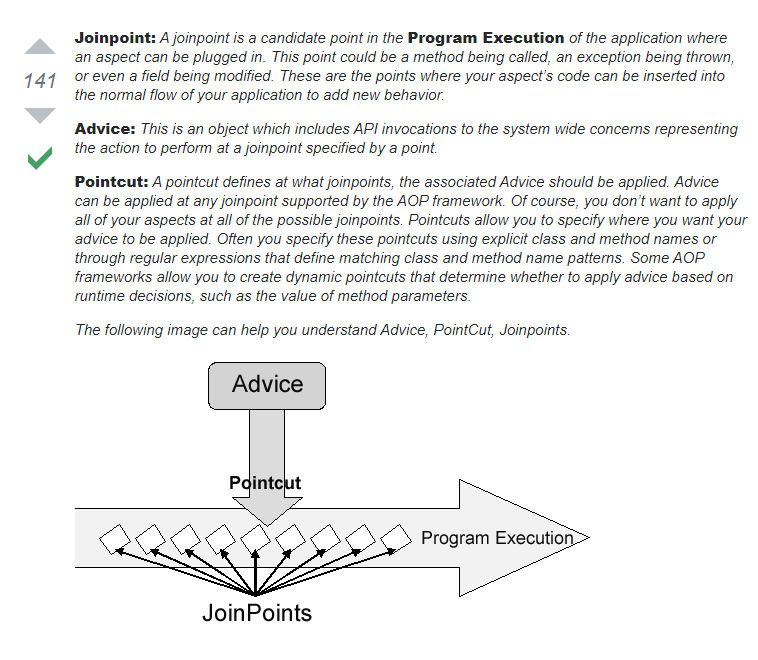 Joinpoint: A joinpoint is a candidate point in the Program Execution of the application where
an aspect can be plugged in. This point could be a method being called, an exception being thrown,
or even a field being modified. These are the points where your aspect's code can be inserted into
the normal flow of your application to add new behavior.
141
Advice: This is an object which includes API invocations to the system wide concerns representing
the action to perform at a joinpoint specified by a point.
Pointcut: A pointcut defines at what joinpoints, the associated Advice should be applied. Advice
can be applied at any joinpoint supported by the AOP framework. Of course, you don't want to apply
all of your aspects at all of the possible joinpoints. Pointcuts allow you to specify where you want your
advice to be applied. Often you specify these pointcuts using explicit class and method names or
through regular expressions that define matching class and method name patterns. Some AOP
frameworks allow you to create dynamic pointcuts that determine whether to apply advice based on
runtime decisions, such as the value of method parameters.
The following image can help you understand Advice, PointCut, Joinpoints.
Advice
Pointcut
Program Execution
JoinPoints